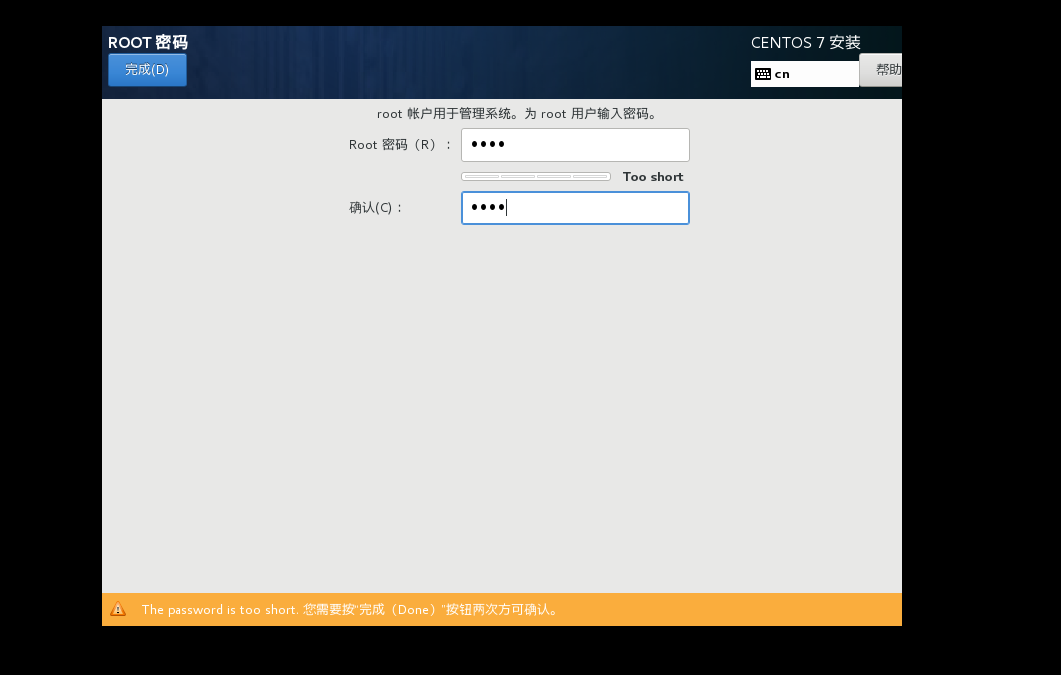 ROOT 密码
CENTOS 7 安装
完成(D)
cn
帮助
root 帐户用于管理系统。为 root 用户输入密码。
Root 密码（R）：
••••
Too short
确认(C)：
••••
The password is too short. 您需要按“完成（Done）”按钮两次方可确认。